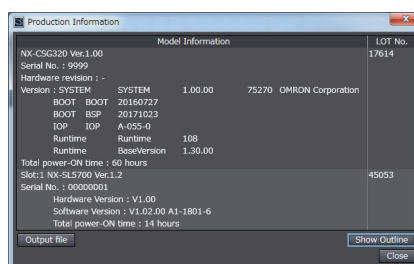 Production Information
Model Information LOT No.
NX-CSG320 Ver.1.00 17614
Serial No. : 9999
Hardware revision : -
Version : SYSTEM SYSTEM 1.00.00 75270 OMRON Corporation
BOOT BOOT 20160727
BOOT BSP 20171023
IOP IOP A-055-0
Runtime Runtime 108
Runtime BaseVersion 1.30.00
Total power-ON time : 60 hours
Slot:1 NX-SL5700 Ver.1.2 45053
Serial No. : 00000001
Hardware Version : V1.00
Software Version : V1.02.00 A1-1801-6
Total power-ON time : 14 hours
Output file Show Outline
Close